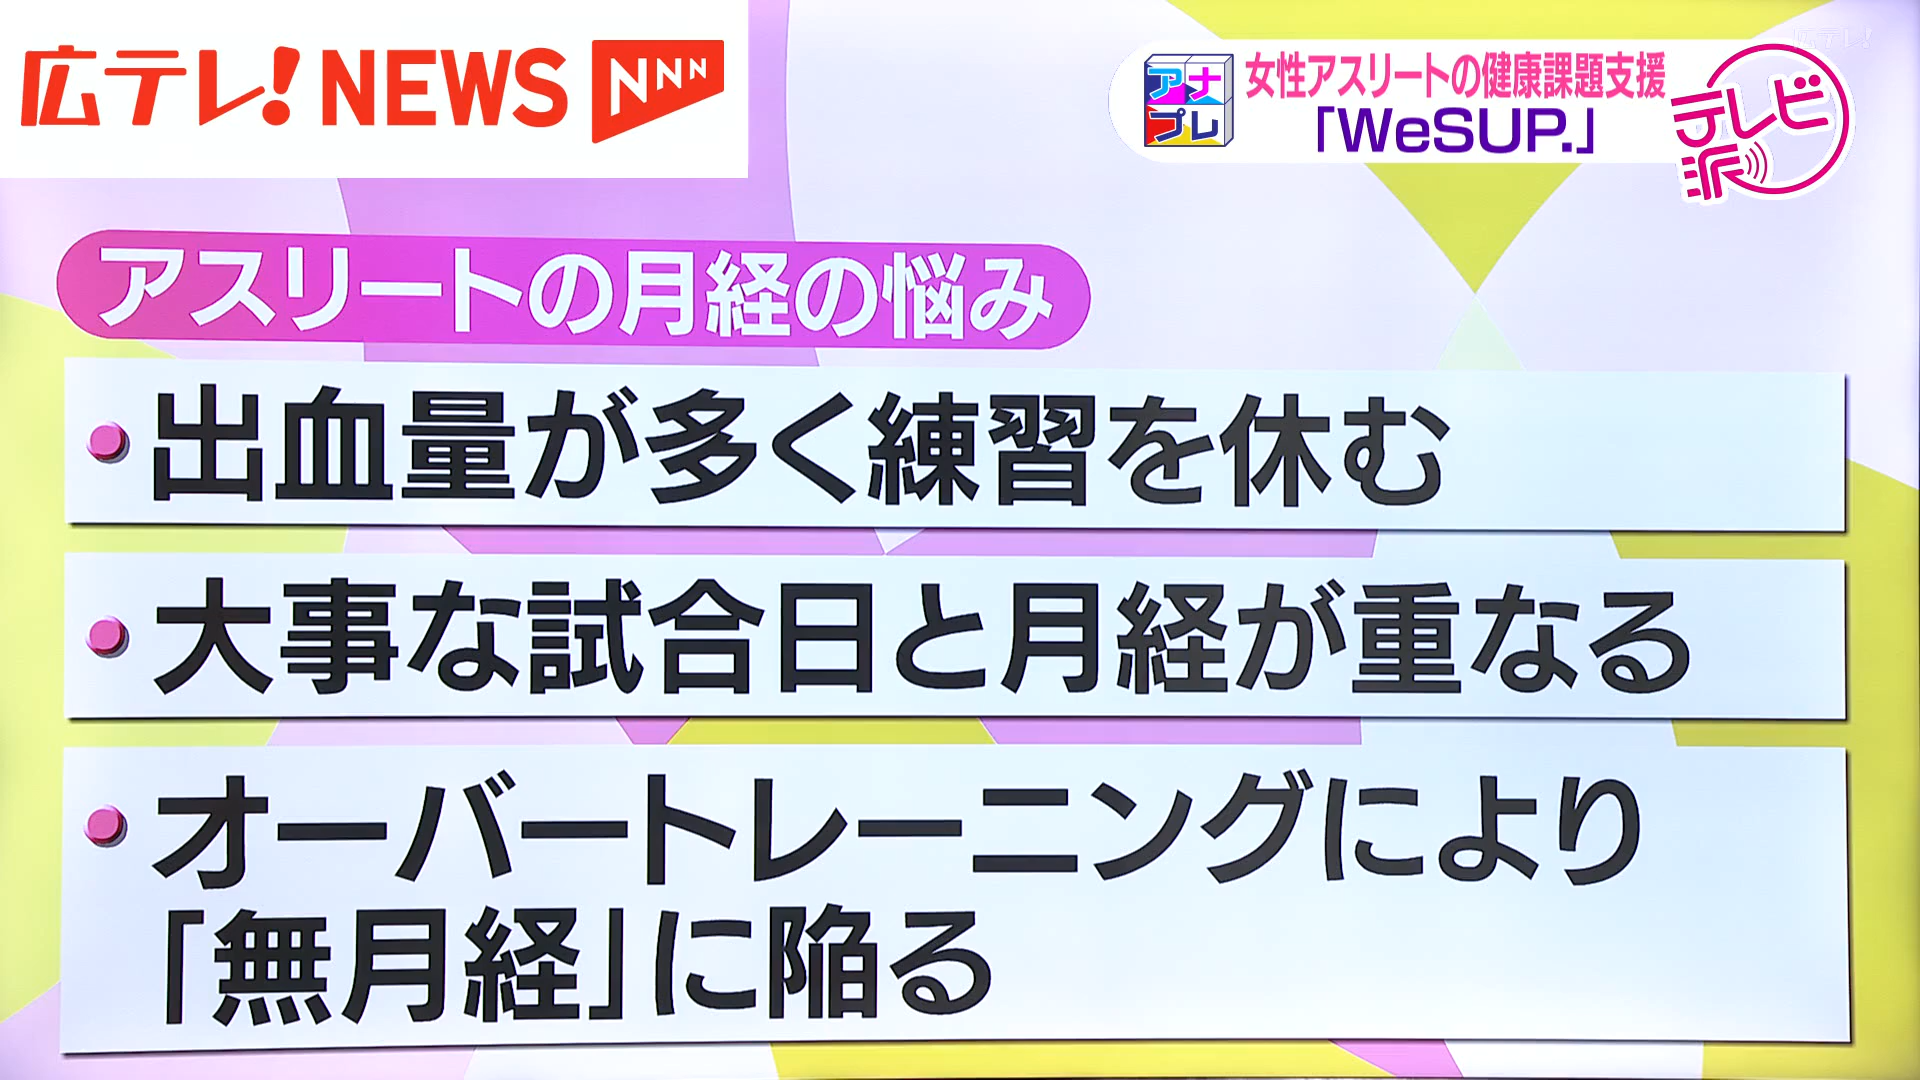 広テレ!NEWS NNN
アナプレ
女性アスリートの健康課題支援
「WeSUP.」
広テレ!
テレビ派
アスリートの月経の悩み
・出血量が多く練習を休む
・大事な試合日と月経が重なる
・オーバートレーニングにより
「無月経」に陥る